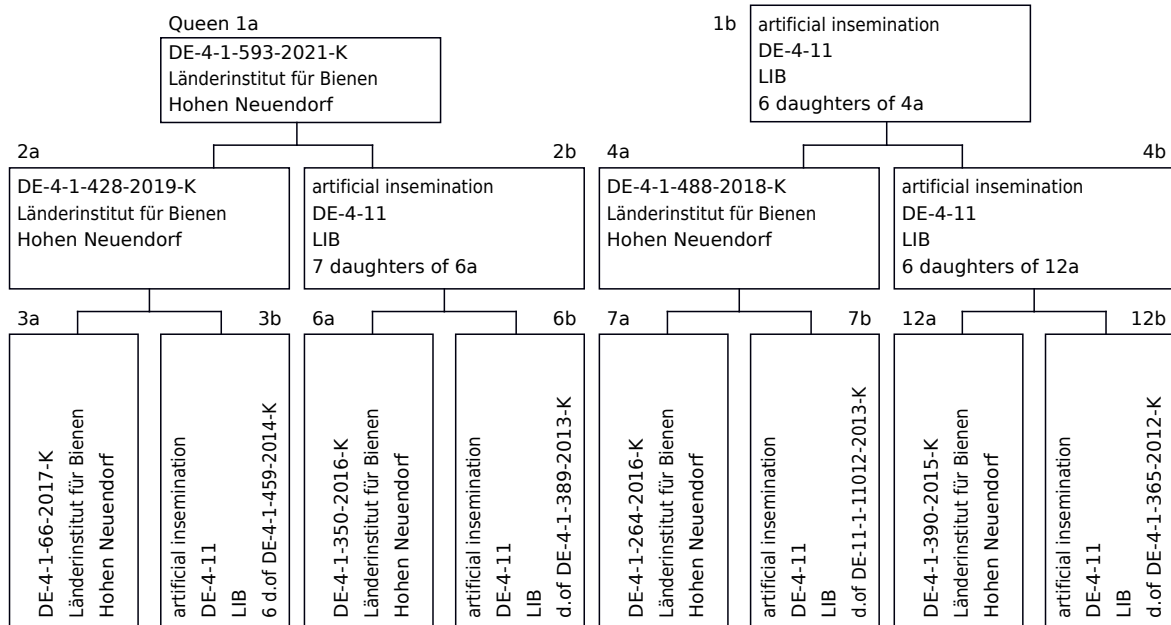 Queen 1a
DE-4-1-593-2021-K
Länderinstitut für Bienen
Hohen Neuendorf
1b
artificial insemination
DE-4-11
LIB
6 daughters of 4a
2a
DE-4-1-428-2019-K
Länderinstitut für Bienen
Hohen Neuendorf
2b
artificial insemination
DE-4-11
LIB
7 daughters of 6a
4a
DE-4-1-488-2018-K
Länderinstitut für Bienen
Hohen Neuendorf
4b
artificial insemination
DE-4-11
LIB
6 daughters of 12a
3a
DE-4-1-66-2017-K
Länderinstitut für Bienen
Hohen Neuendorf
3b
artificial insemination
DE-4-11
LIB
6 d.of DE-4-1-459-2014-K
6a
DE-4-1-350-2016-K
Länderinstitut für Bienen
Hohen Neuendorf
6b
artificial insemination
DE-4-11
LIB
d.of DE-4-1-389-2013-K
7a
DE-4-1-264-2016-K
Länderinstitut für Bienen
Hohen Neuendorf
7b
artificial insemination
DE-4-11
LIB
d.of DE-11-1-11012-2013-K
12a
DE-4-1-390-2015-K
Länderinstitut für Bienen
Hohen Neuendorf
12b
artificial insemination
DE-4-11
LIB
d.of DE-4-1-365-2012-K